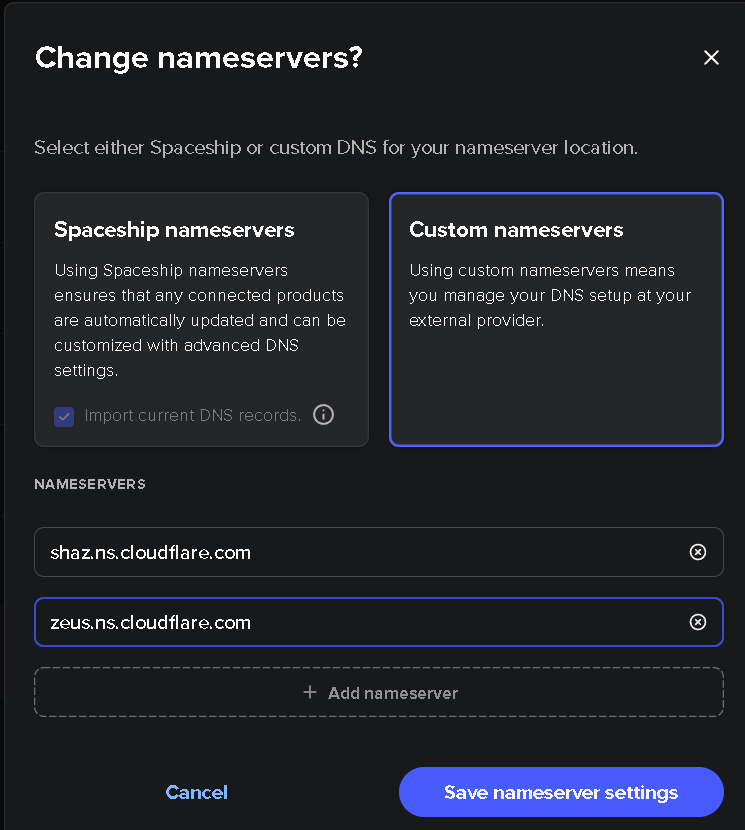 Change nameservers?
Select either Spaceship or custom DNS for your nameserver location.
Spaceship nameservers
Using Spaceship nameservers
ensures that any connected products
are automatically updated and can be
customized with advanced DNS
settings.
Import current DNS records.
Custom nameservers
Using custom nameservers means
you manage your DNS setup at your
external provider.
NAMESERVERS
shaz.ns.cloudflare.com
zeus.ns.cloudflare.com
+ Add nameserver
Cancel
Save nameserver settings